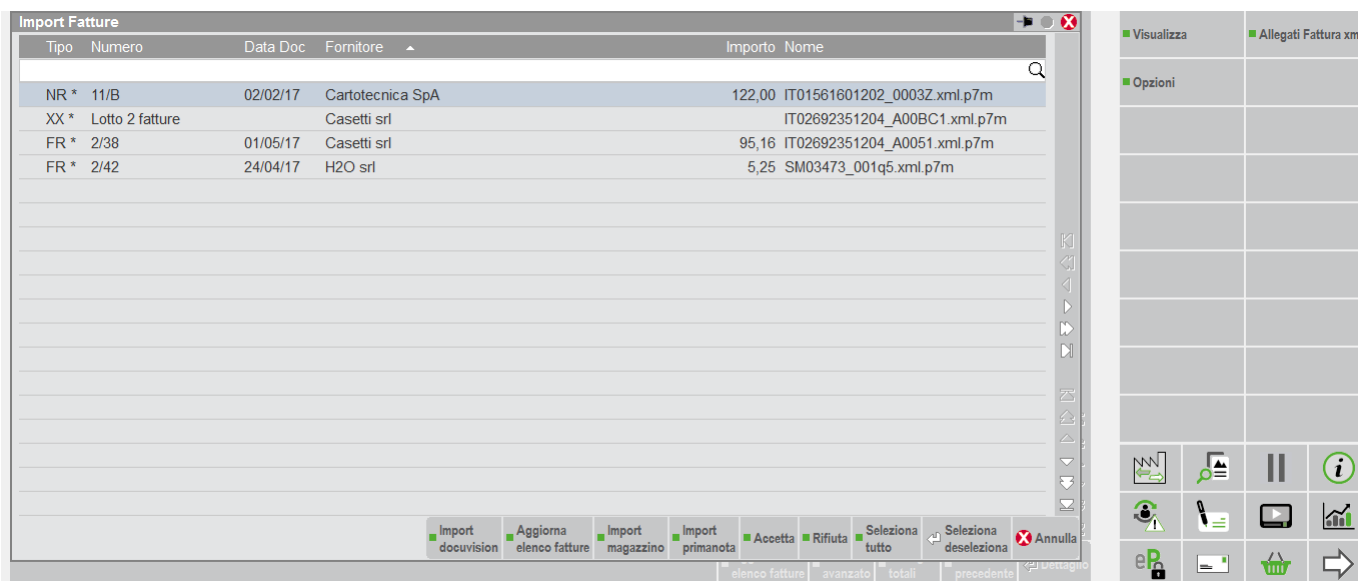 Import Fatture
Tipo Numero Data Doc Fornitore Importo Nome
NR * 11/B 02/02/17 Cartotecnica SpA 122,00 IT01561601202_0003Z.xml.p7m
XX * Lotto 2 fatture Casetti srl IT02692351204_A00BC1.xml.p7m
FR * 2/38 01/05/17 Casetti srl 95,16 IT02692351204_A0051.xml.p7m
FR * 2/42 24/04/17 H2O srl 5,25 SM03473_001q5.xml.p7m
Import docuvision
Aggiorna elenco fatture
Import magazzino
Import primanota
Accetta
Rifiuta
Seleziona tutto
Seleziona deseleziona
Annulla
elenco fatture
avanzato
totali
precedente
Dettaglio
Visualizza
Allegati Fattura xm
Opzioni
i
eP